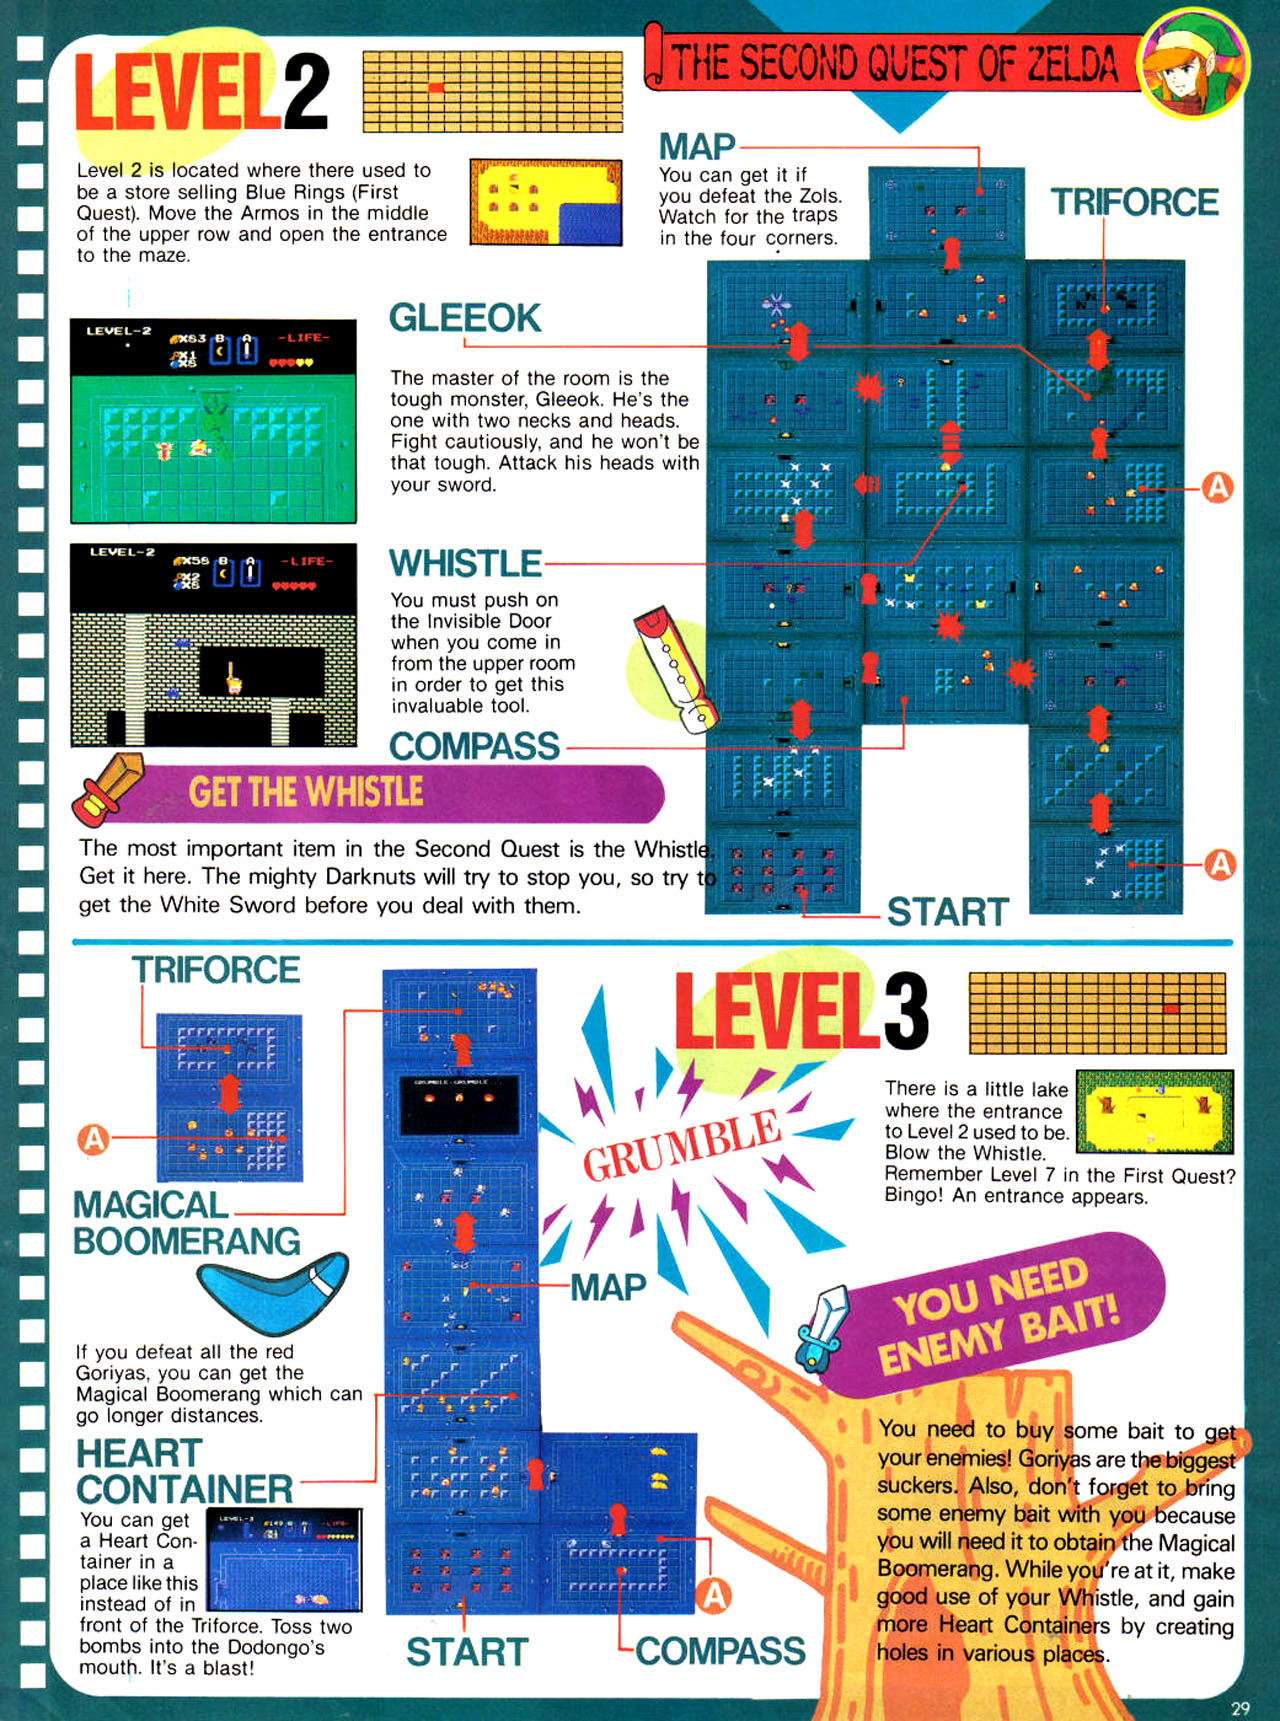 THE SECOND QUEST OF ZELDA
LEVEL 2
Level 2 is located where there used to
be a store selling Blue Rings (First
Quest). Move the Armos in the middle
of the upper row and open the entrance
to the maze.
MAP
You can get it if
you defeat the Zols.
Watch for the traps
in the four corners.
TRIFORCE
LEVEL-2
X83 B A -LIFE-
X1
X5
GLEEOK
The master of the room is the
tough monster, Gleeok. He's the
one with two necks and heads.
Fight cautiously, and he won't be
that tough. Attack his heads with
your sword.
A
LEVEL-2
X58 B A -LIFE-
X2
X5
WHISTLE
You must push on
the Invisible Door
when you come in
from the upper room
in order to get this
invaluable tool.
COMPASS
GET THE WHISTLE
The most important item in the Second Quest is the Whistle.
Get it here. The mighty Darknuts will try to stop you, so try to
get the White Sword before you deal with them.
A
START
TRIFORCE
A
MAGICAL
BOOMERANG
If you defeat all the red
Goriyas, you can get the
Magical Boomerang which can
go longer distances.
HEART
CONTAINER
You can get
a Heart Con-
tainer in a
place like this
instead of in
front of the Triforce. Toss two
bombs into the Dodongo's
mouth. It's a blast!
LEVEL-3
-LIFE-
GRUMBLE, GRUMBLE
GRUMBLE
MAP
START
A
COMPASS
LEVEL 3
There is a little lake
where the entrance
to Level 2 used to be.
Blow the Whistle.
Remember Level 7 in the First Quest?
Bingo! An entrance appears.
YOU NEED
ENEMY BAIT!
You need to buy some bait to get
your enemies! Goriyas are the biggest
suckers. Also, don't forget to bring
some enemy bait with you because
you will need it to obtain the Magical
Boomerang. While you're at it, make
good use of your Whistle, and gain
more Heart Containers by creating
holes in various places.
29